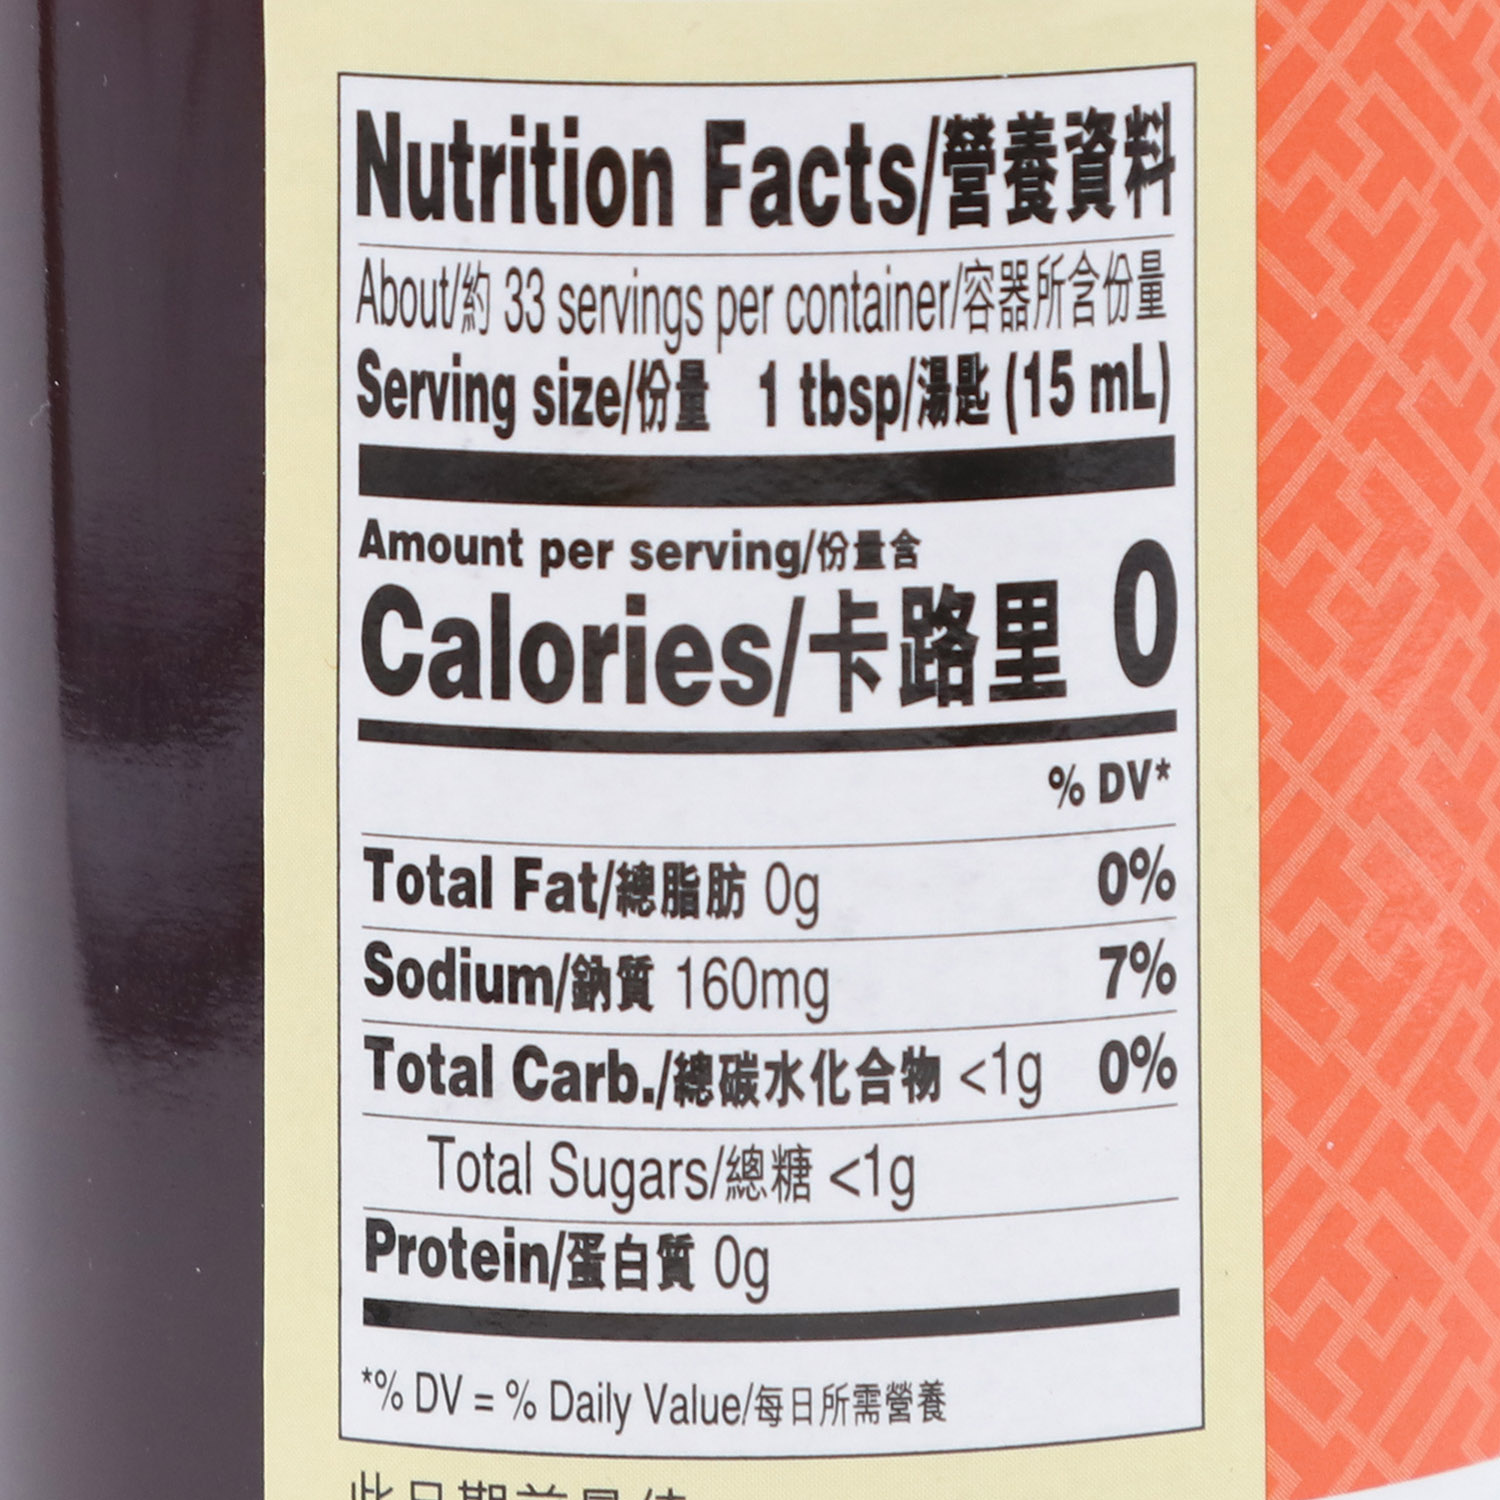 Nutrition Facts/營養資料
About/約 33 servings per container/容器所含份量
Serving size/份量 1 tbsp/湯匙 (15 mL)
Amount per serving/份量含
Calories/卡路里 0
% DV*
Total Fat/總脂肪 0g 0%
Sodium/鈉質 160mg 7%
Total Carb./總碳水化合物 <1g 0%
Total Sugars/總糖 <1g
Protein/蛋白質 0g
*% DV = % Daily Value/每日所需營養